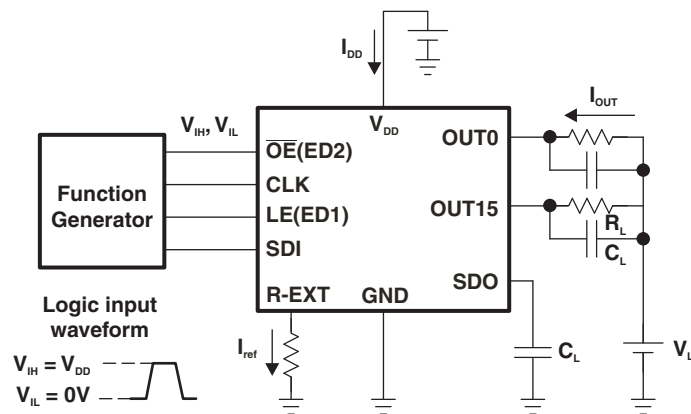 I_DD
V_IH, V_IL
V_DD
I_OUT
OE(ED2)
OUT0
Function
Generator
CLK
LE(ED1)
OUT15
R_L
SDI
C_L
SDO
R-EXT
GND
Logic input
waveform
I_ref
C_L
V_L
V_IH = V_DD
V_IL = 0V